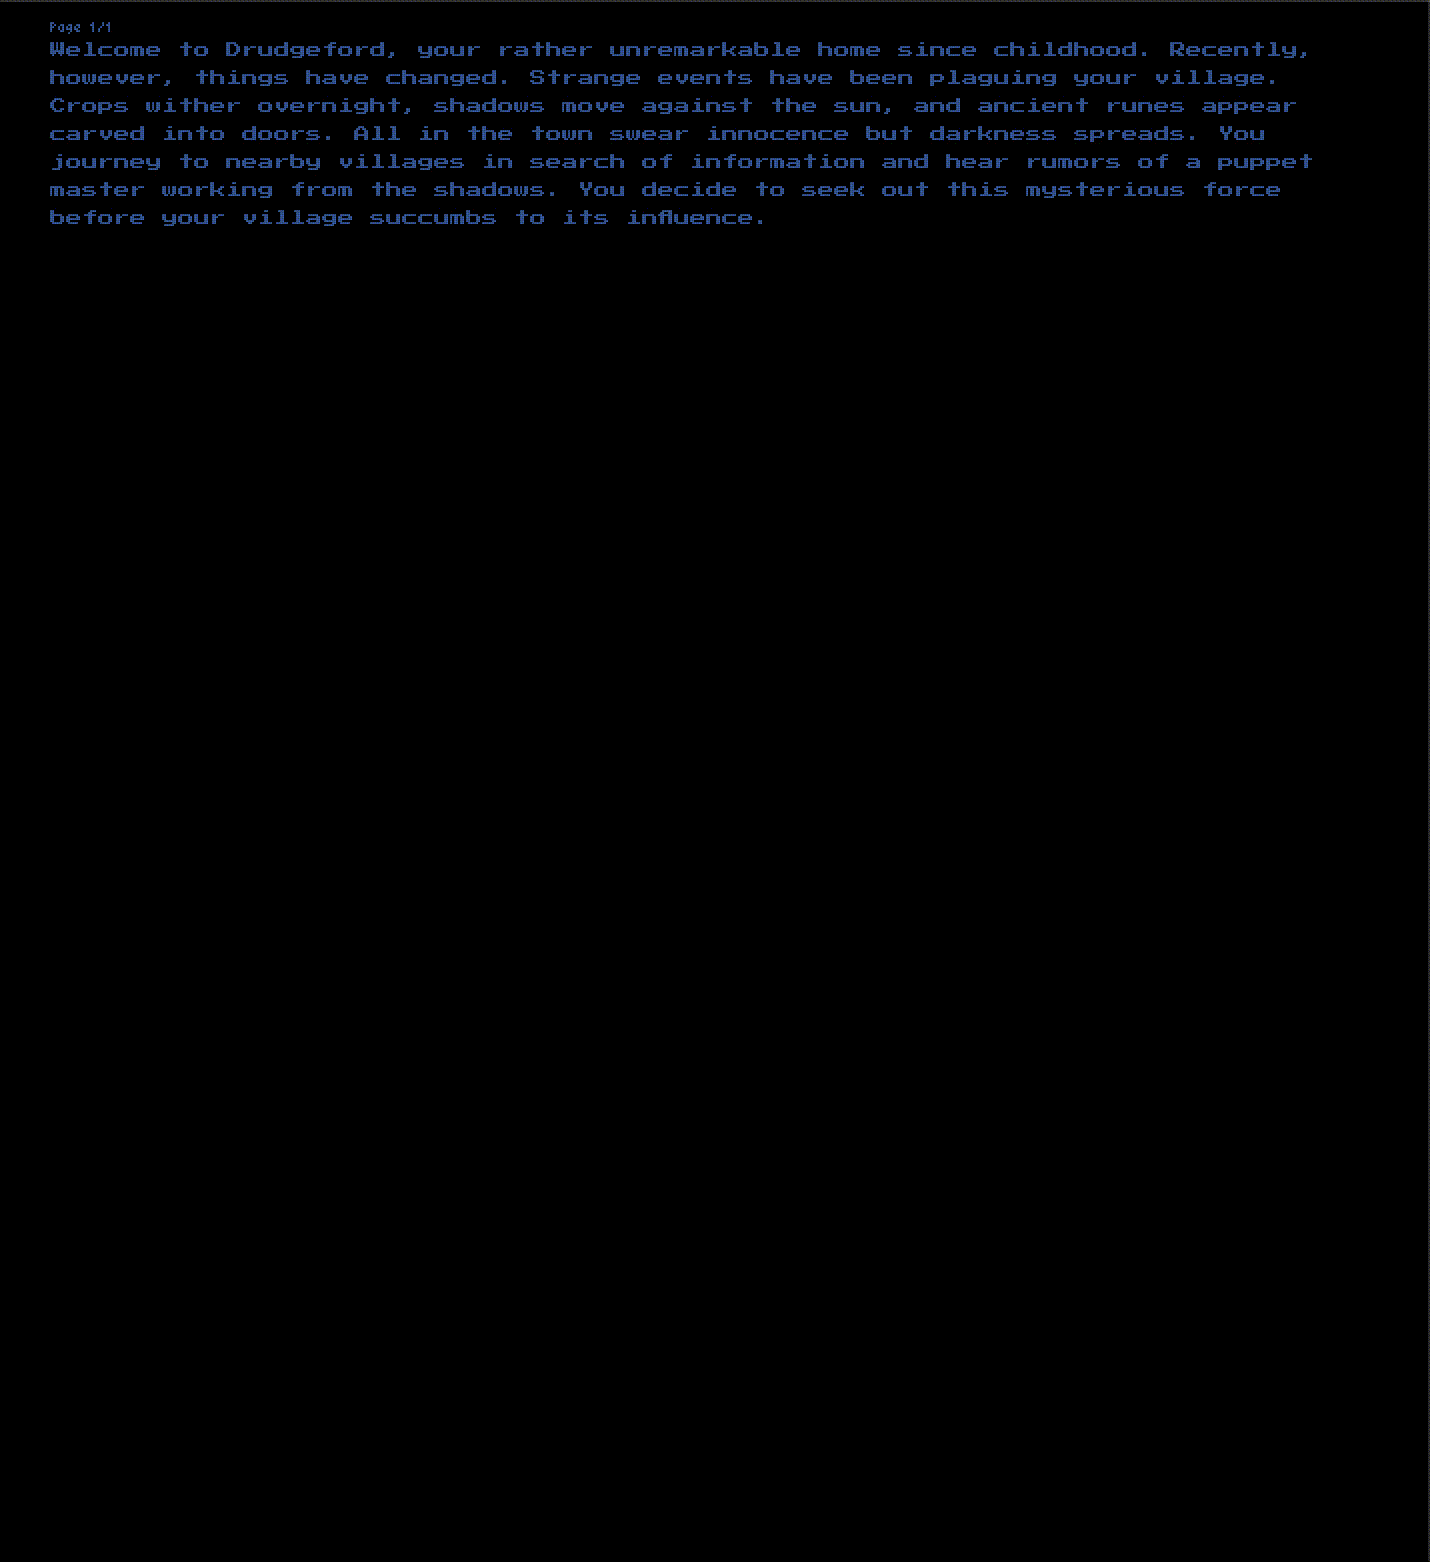 Page 1/1
Welcome to Drudgeford, your rather unremarkable home since childhood. Recently,
however, things have changed. Strange events have been plaguing your village.
Crops wither overnight, shadows move against the sun, and ancient runes appear
carved into doors. All in the town swear innocence but darkness spreads. You
journey to nearby villages in search of information and hear rumors of a puppet
master working from the shadows. You decide to seek out this mysterious force
before your village succumbs to its influence.